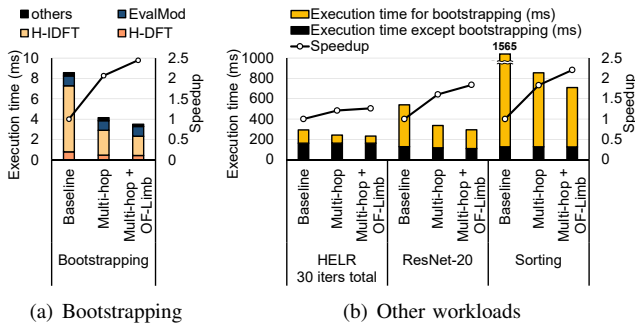 others
EvalMod
H-IDFT
H-DFT
Execution time (ms)
10
8
6
4
2
0
2.5
2
1.5
1
0.5
0
Speedup
Baseline
Multi-hop
Multi-hop +
OF-Limb
Bootstrapping
(a) Bootstrapping
Execution time for bootstrapping (ms)
Execution time except bootstrapping (ms)
Speedup
1565
Execution time (ms)
1000
800
600
400
200
0
2.5
2
1.5
1
0.5
0
Speedup
Baseline
Multi-hop
Multi-hop +
OF-Limb
Baseline
Multi-hop
Multi-hop +
OF-Limb
Baseline
Multi-hop
Multi-hop +
OF-Limb
HELR
30 iters total
ResNet-20
Sorting
(b) Other workloads